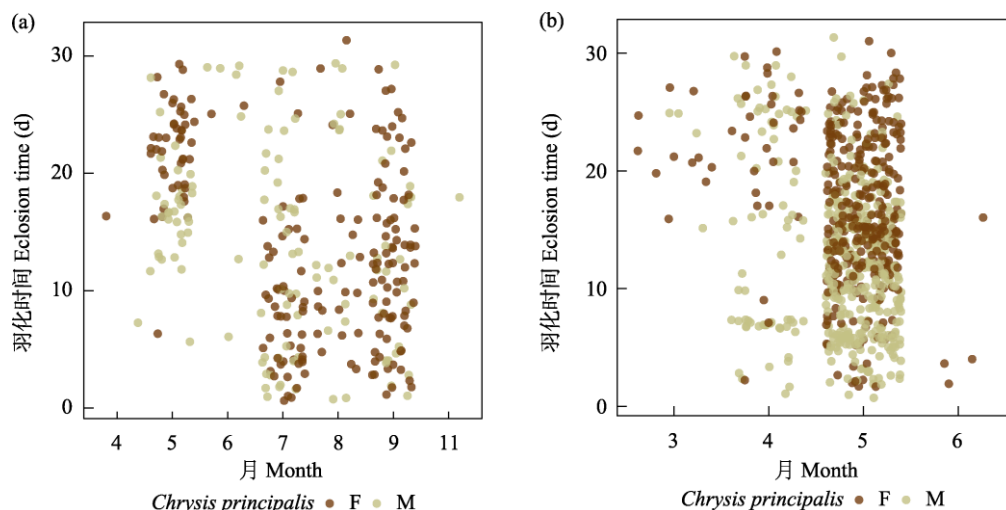 (a)
30
20
10
0
羽化时间 Eclosion time (d)
4 5 6 7 8 9 11
月 Month
Chrysis principalis F M
(b)
30
20
10
0
羽化时间 Eclosion time (d)
3 4 5 6
月 Month
Chrysis principalis F M